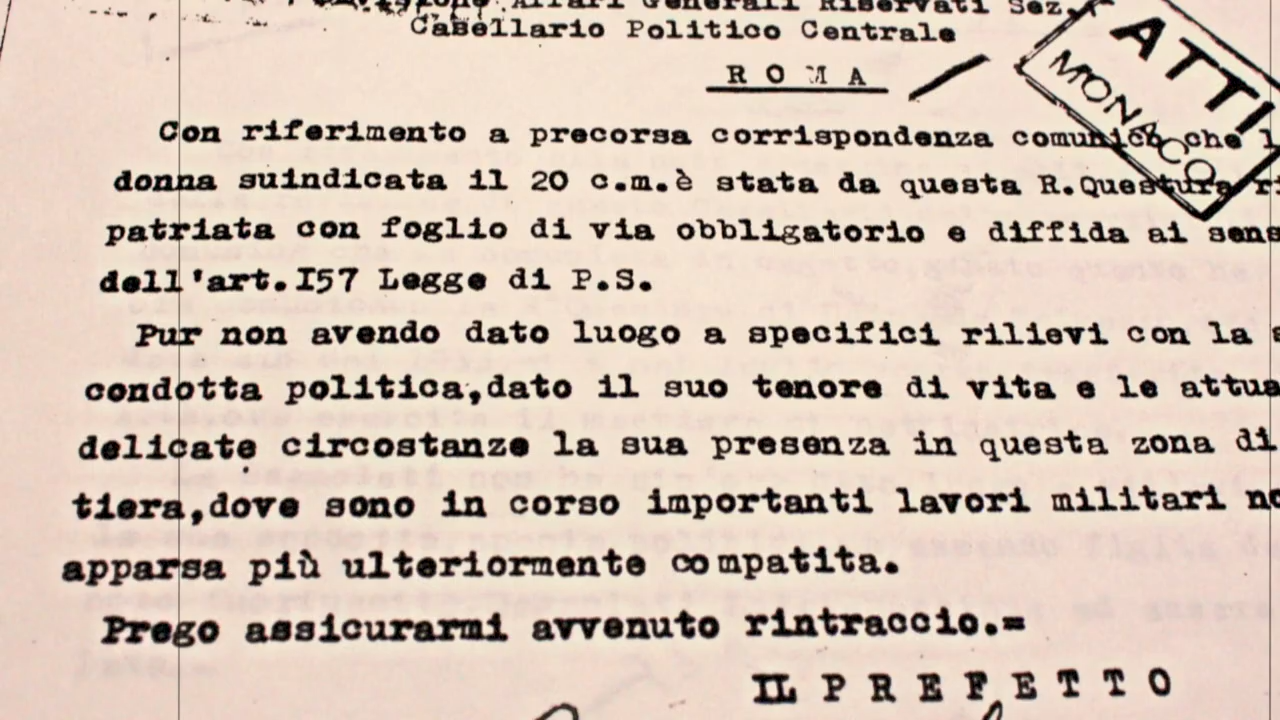 Affari Generali Riservati Sez.
Casellario Politico Centrale
R O M A
ATTI
MONACO
Con riferimento a precorsa corrispondenza comunico che l
donna suindicata il 20 c.m.è stata da questa R.Questura ri
patriata con foglio di via obbligatorio e diffida ai sens
dell'art.I57 Legge di P.S.
Pur non avendo dato luogo a specifici rilievi con la s
condotta politica,dato il suo tenore di vita e le attua
delicate circostanze la sua presenza in questa zona di
tiera,dove sono in corso importanti lavori militari no
apparsa più ulteriormente compatita.
Prego assicurarmi avvenuto rintraccio.=
IL P R E F E T T O